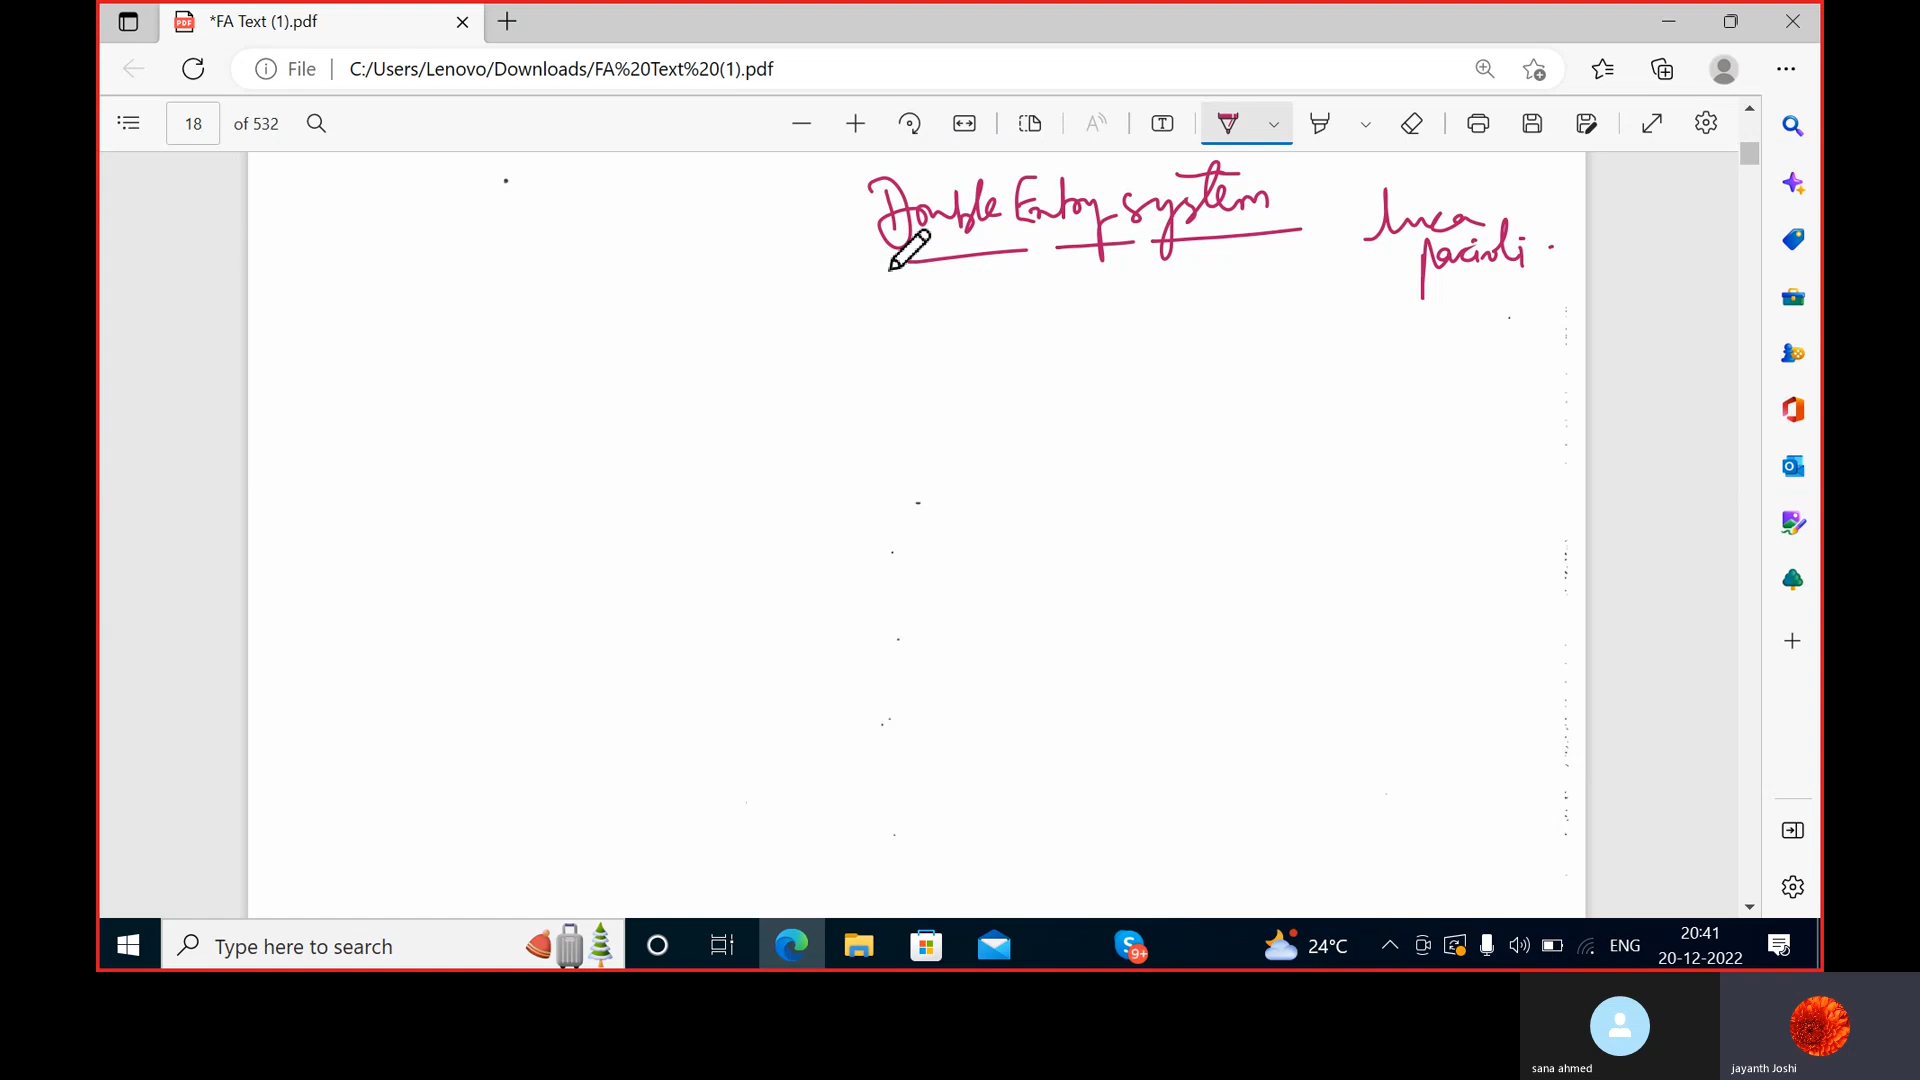 *FA Text (1).pdf
File C:/Users/Lenovo/Downloads/FA%20Text%20(1).pdf
18 of 532
Double Entry system
luca
pacioli
Type here to search
9+
24°C
ENG
20:41
20-12-2022
sana ahmed
jayanth Joshi